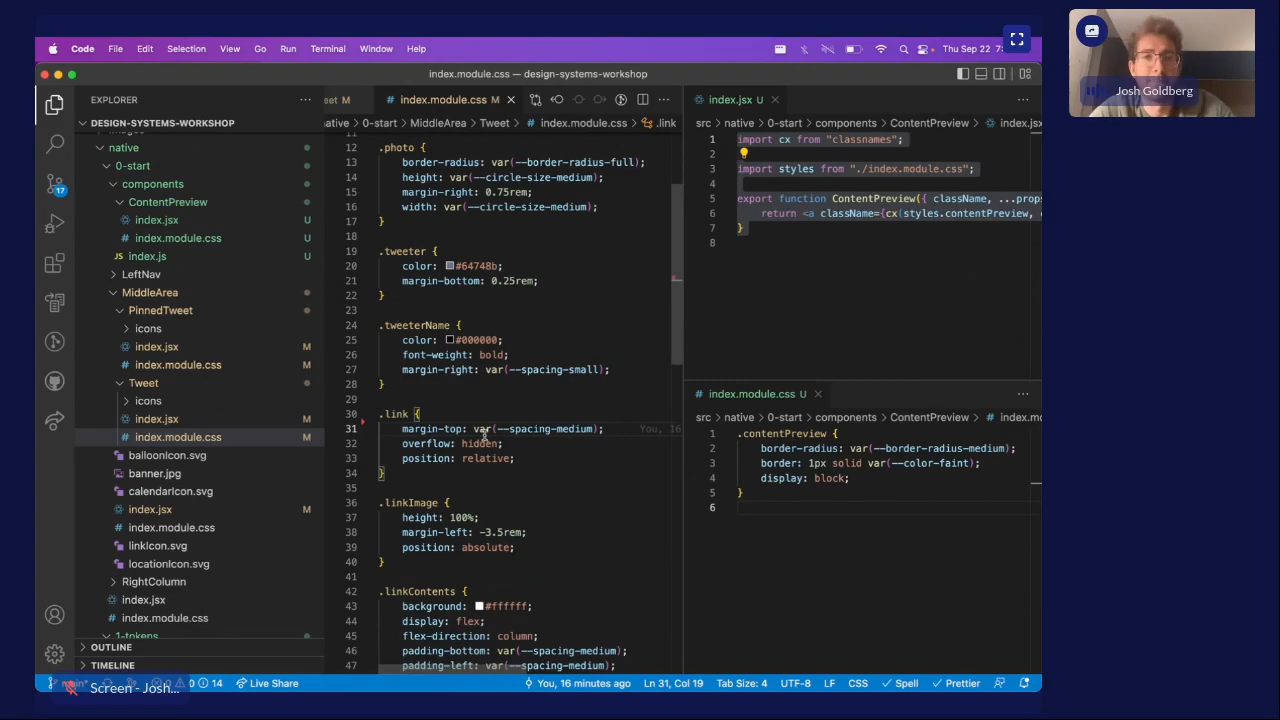 Code File Edit Selection View Go Run Terminal Window Help
Thu Sep 22 7:
Josh Goldberg
index.module.css — design-systems-workshop
EXPLORER
DESIGN-SYSTEMS-WORKSHOP
native
0-start
components
ContentPreview
index.jsx U
index.module.css U
index.js U
LeftNav
MiddleArea
PinnedTweet
icons
index.jsx M
index.module.css M
Tweet
icons
index.jsx M
index.module.css M
balloonIcon.svg
banner.jpg
calendarIcon.svg
index.jsx M
index.module.css
linkIcon.svg
locationIcon.svg
RightColumn
index.jsx
index.module.css
1-tokens
OUTLINE
TIMELINE
17
eet M
index.module.css M
native > 0-start > MiddleArea > Tweet > # index.module.css > .link
12 .photo {
13 border-radius: var(--border-radius-full);
14 height: var(--circle-size-medium);
15 margin-right: 0.75rem;
16 width: var(--circle-size-medium);
17 }
18
19 .tweeter {
20 color: #64748b;
21 margin-bottom: 0.25rem;
22 }
23
24 .tweeterName {
25 color: #000000;
26 font-weight: bold;
27 margin-right: var(--spacing-small);
28 }
29
30 .link {
31 margin-top: var(--spacing-medium); You, 16
32 overflow: hidden;
33 position: relative;
34 }
35
36 .linkImage {
37 height: 100%;
38 margin-left: -3.5rem;
39 position: absolute;
40 }
41
42 .linkContents {
43 background: #ffffff;
44 display: flex;
45 flex-direction: column;
46 padding-bottom: var(--spacing-medium);
47 padding-left: var(--spacing-medium);
index.jsx U
src > native > 0-start > components > ContentPreview > index.jsx
1 import cx from "classnames";
2
3 import styles from "./index.module.css";
4
5 export function ContentPreview({ className, ...props
6 return <a className={cx(styles.contentPreview,
7 }
8
index.module.css U
src > native > 0-start > components > ContentPreview > # index.mo
1 .contentPreview {
2 border-radius: var(--border-radius-medium);
3 border: 1px solid var(--color-faint);
4 display: block;
5 }
6
main* 0 0 14 Live Share You, 16 minutes ago Ln 31, Col 19 Tab Size: 4 UTF-8 LF CSS Spell Prettier
Screen - Josh...